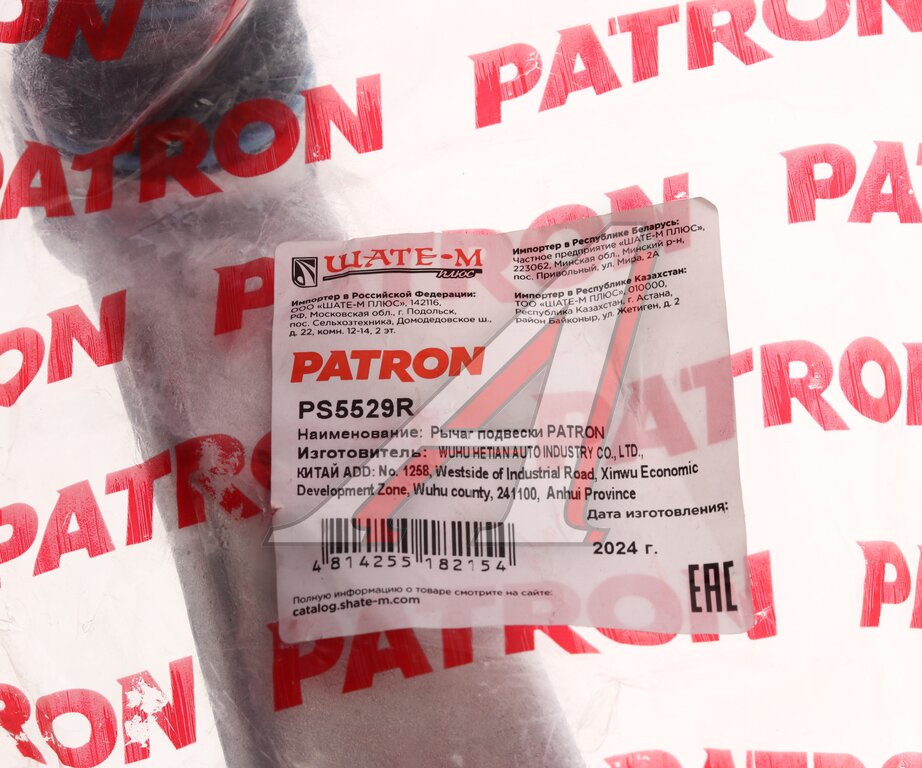 PATRON
PATRON
PATRON
PATRON
ШАТЕ-М
ПЛЮС
Импортер в Российской Федерации:
ООО «ШАТЕ-М ПЛЮС», 142116,
РФ, Московская обл., г. Подольск,
пос. Сельхозтехника, Домодедовское ш.,
д. 22, комн. 12-14, 2 эт.
Импортер в Республике Беларусь:
Частное предприятие «ШАТЕ-М ПЛЮС»,
223062, Минская обл., Минский р-н,
пос. Привольный, ул. Мира, 2А
Импортер в Республике Казахстан:
ТОО «ШАТЕ-М ПЛЮС», 010000,
Республика Казахстан, г. Астана,
район Байконыр, ул. Жетиген, д. 2
PATRON
PS5529R
Наименование: Рычаг подвески PATRON
Изготовитель: WUHU HETIAN AUTO INDUSTRY CO., LTD.,
КИТАЙ ADD: No. 1258, Westside of Industrial Road, Xinwu Economic
Development Zone, Wuhu county, 241100, Anhui Province
Дата изготовления:
2024 г.
4 814255 182154
Полную информацию о товаре смотрите на сайте:
catalog.shate-m.com
EAC
PATRON
PATRON
PATRON
PATRON